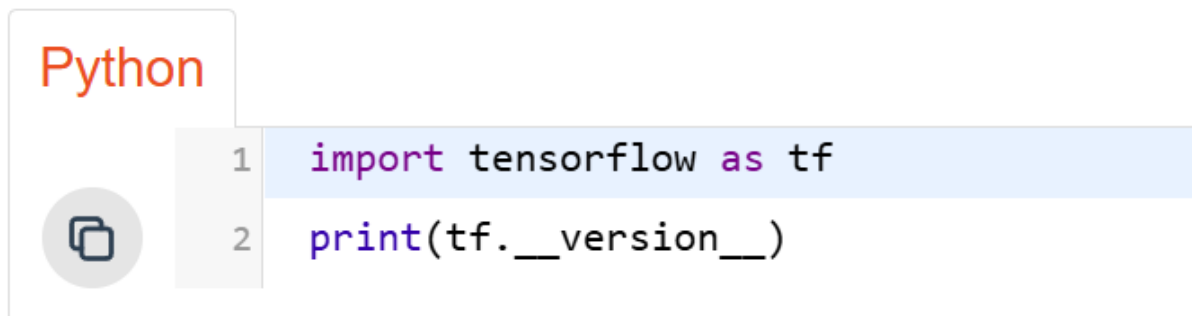 Python
1 import tensorflow as tf
2 print(tf.__version__)